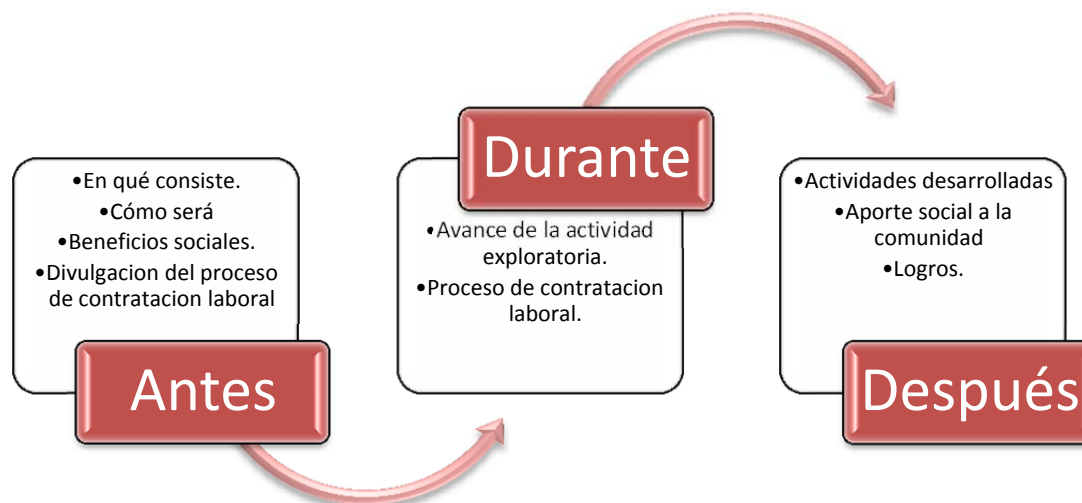 •En qué consiste.
•Cómo será
•Beneficios sociales.
•Divulgacion del proceso
de contratacion laboral
Antes
Durante
•Avance de la actividad
exploratoria.
•Proceso de contratacion
laboral.
•Actividades desarrolladas
•Aporte social a la
comunidad
•Logros.
Después